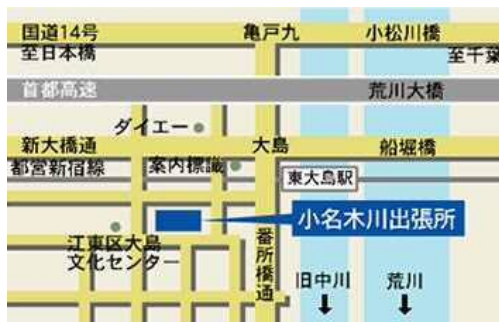 国道14号
亀戸九
小松川橋
至日本橋
至千葉
首都高速
荒川大橋
ダイエー
新大橋通
大島
船堀橋
都営新宿線
案内標識
東大島駅
小名木川出張所
江東区大島
文化センター
番所橋通
旧中川
荒川